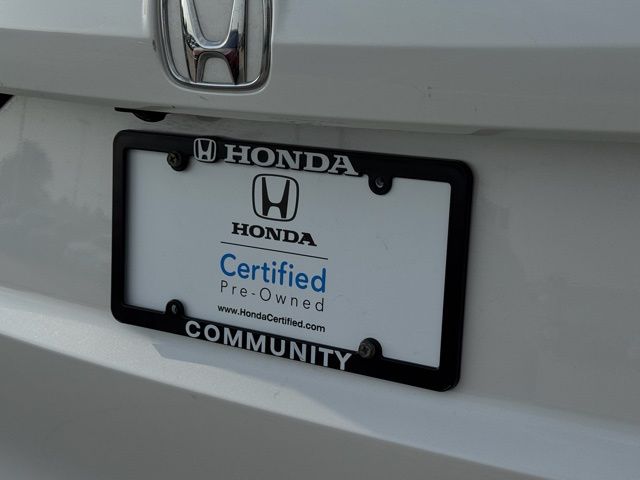 HONDA
HONDA
Certified
Pre-Owned
www.HondaCertified.com
COMMUNITY